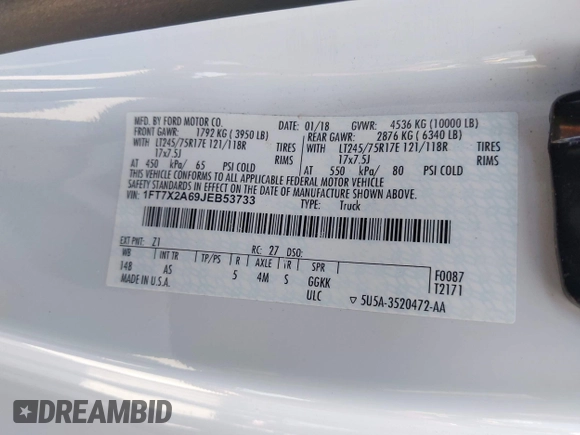 MFD. BY FORD MOTOR CO.
DATE: 01/18 GVWR: 4536 KG (10000 LB)
FRONT GAWR: 1792 KG ( 3950 LB) REAR GAWR: 2876 KG ( 6340 LB)
WITH LT245/75R17E 121/118R TIRES WITH LT245/75R17E 121/118R TIRES
17x7.5J RIMS 17x7.5J RIMS
AT 450 kPa/ 65 PSI COLD AT 550 kPa/ 80 PSI COLD
THIS VEHICLE CONFORMS TO ALL APPLICABLE FEDERAL MOTOR VEHICLE
SAFETY STANDARDS IN EFFECT ON THE DATE OF MANUFACTURE SHOWN ABOVE.
VIN: 1FT7X2A69JEB53733 TYPE: Truck
EXT PNT: Z1 RC: 27 DSO:
WB INT TR TP/PS R AXLE R SPR F0087
148 AS 5 4M S GGKK T2171
MADE IN U.S.A. ULC ▽ 5U5A-3520472-AA
DREAMBID